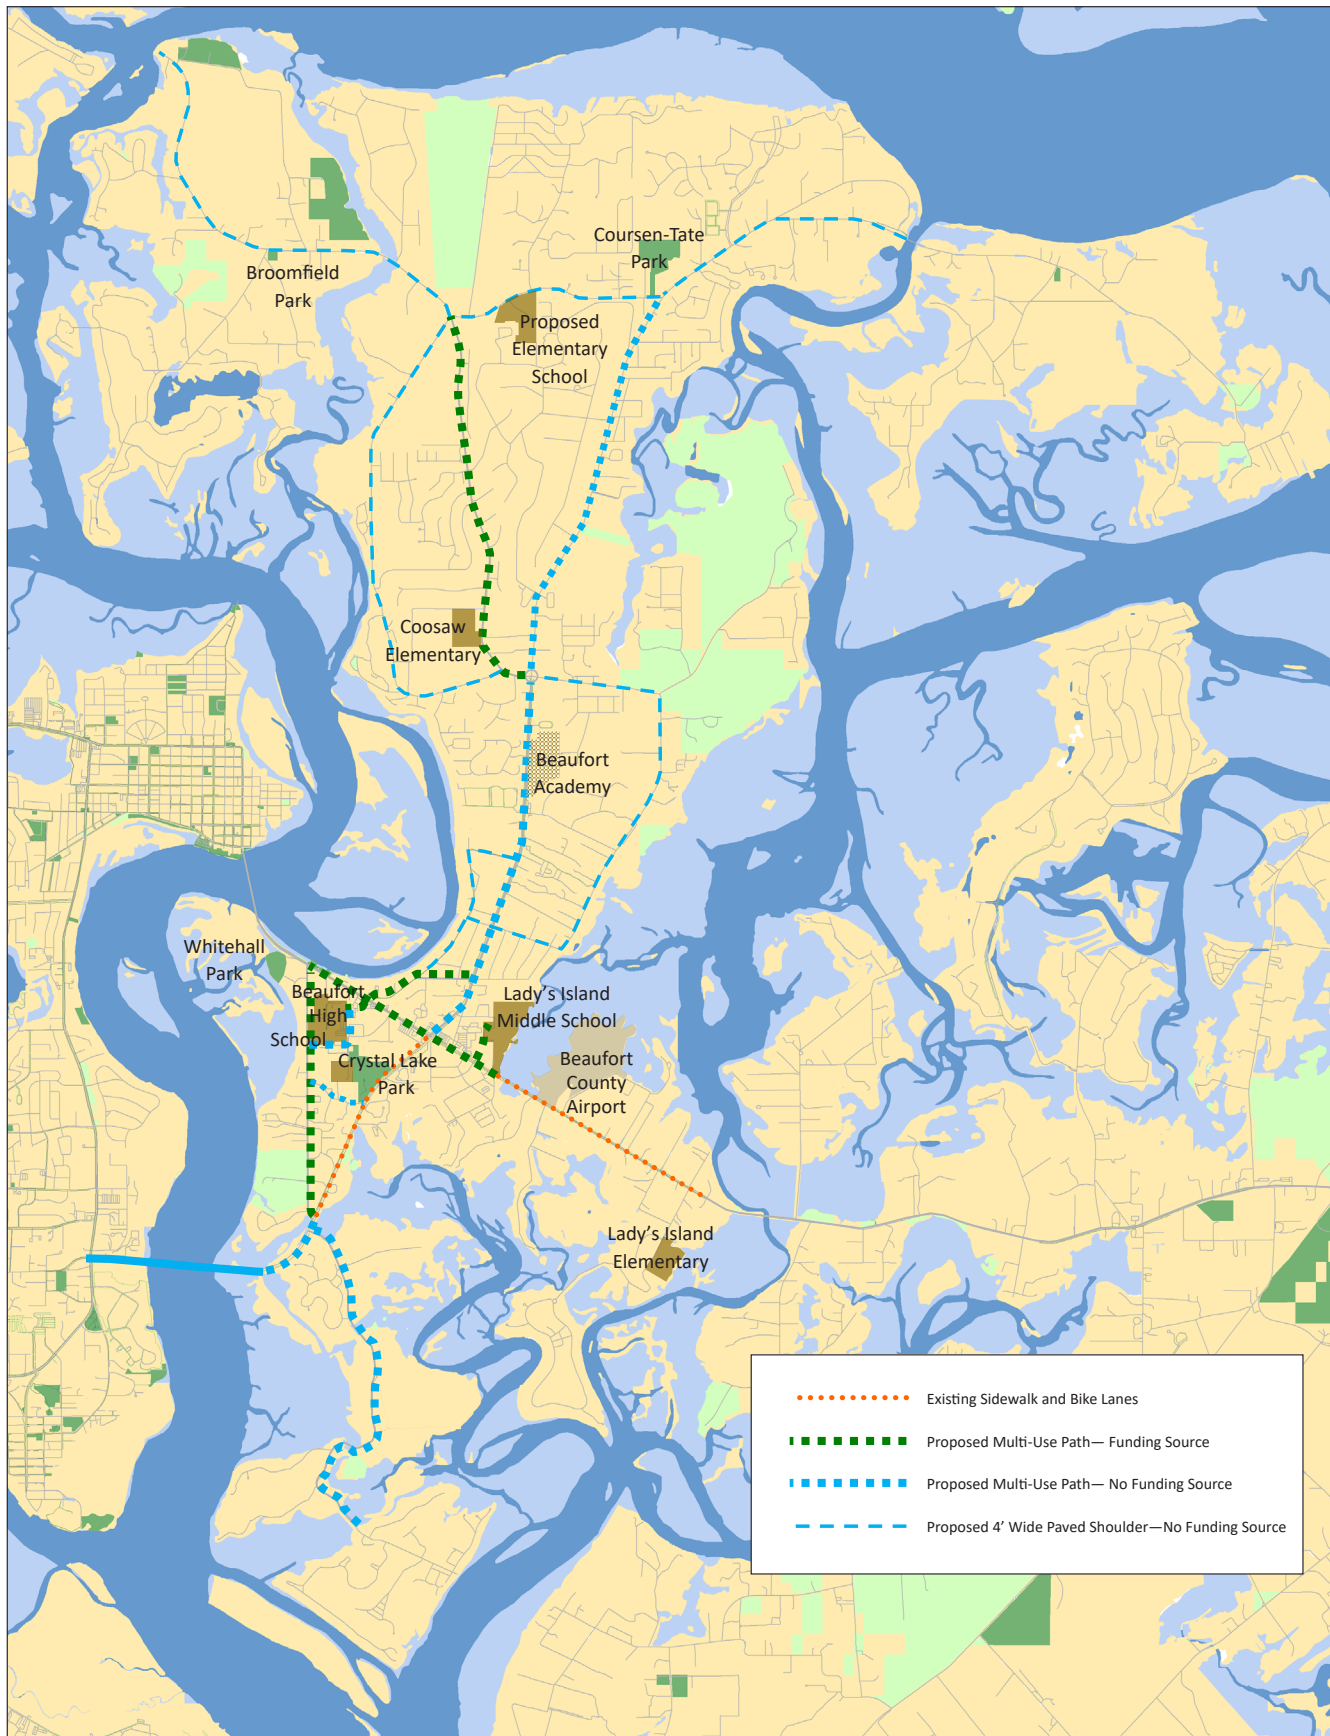 Coursen-Tate
Park
Broomfield
Park
Proposed
Elementary
School
Coosaw
Elementary
Beaufort
Academy
Whitehall
Park
Beaufort
High
School
Lady's Island
Middle School
Crystal Lake
Park
Beaufort
County
Airport
Lady's Island
Elementary
Existing Sidewalk and Bike Lanes
Proposed Multi-Use Path— Funding Source
Proposed Multi-Use Path— No Funding Source
Proposed 4' Wide Paved Shoulder—No Funding Source